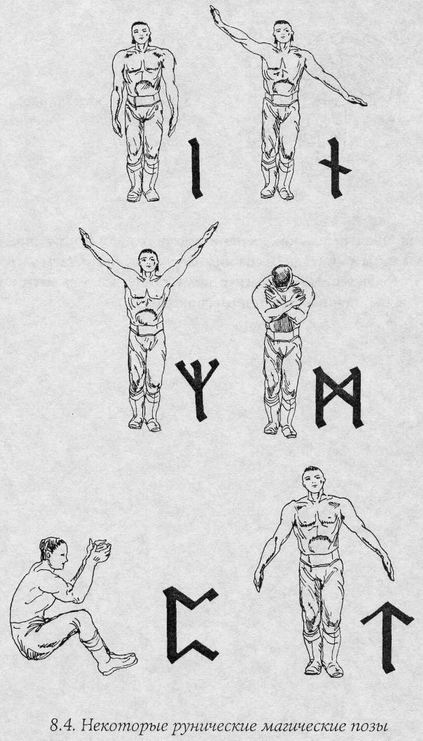 ᛁ ᚾ
ᛉ ᛗ
ᛈ ᛏ
8.4. Некоторые рунические магические позы